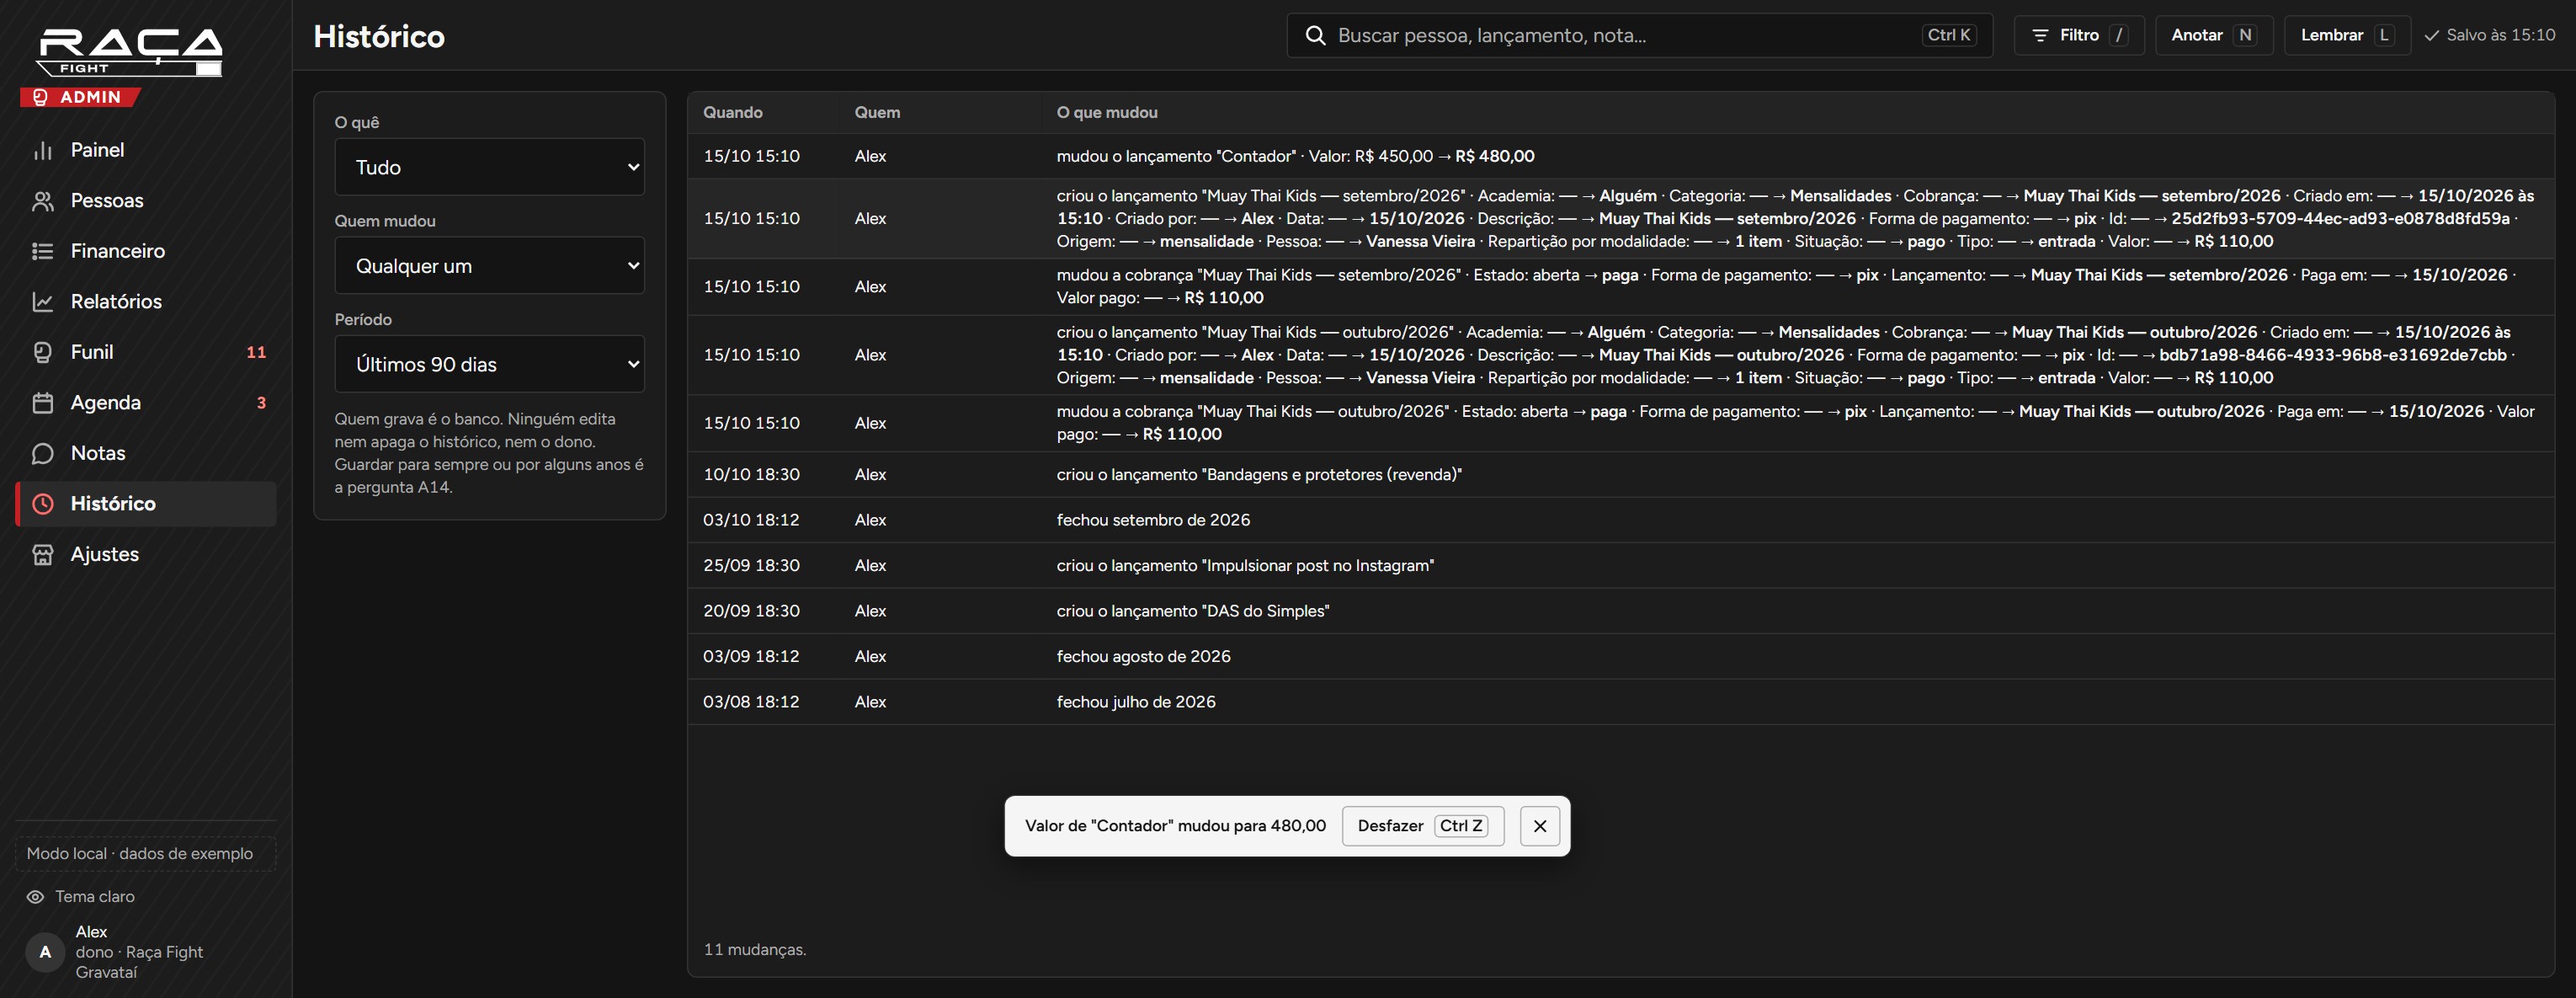 RAÇA
FIGHT
ADMIN
Painel
Pessoas
Financeiro
Relatórios
Funil 11
Agenda 3
Notas
Histórico
Ajustes
Modo local · dados de exemplo
Tema claro
A
Alex
dono · Raça Fight
Gravataí
Histórico
Buscar pessoa, lançamento, nota... Ctrl K
Filtro /
Anotar N
Lembrar L
Salvo às 15:10
O quê
Tudo
Quem mudou
Qualquer um
Período
Últimos 90 dias
Quem grava é o banco. Ninguém edita
nem apaga o histórico, nem o dono.
Guardar para sempre ou por alguns anos é
a pergunta A14.
Quando Quem O que mudou
15/10 15:10 Alex mudou o lançamento "Contador" · Valor: R$ 450,00 → R$ 480,00
15/10 15:10 Alex criou o lançamento "Muay Thai Kids — setembro/2026" · Academia: — → Alguém · Categoria: — → Mensalidades · Cobrança: — → Muay Thai Kids — setembro/2026 · Criado em: — → 15/10/2026 às
15:10 · Criado por: — → Alex · Data: — → 15/10/2026 · Descrição: — → Muay Thai Kids — setembro/2026 · Forma de pagamento: — → pix · Id: — → 25d2fb93-5709-44ec-ad93-e0878d8fd59a ·
Origem: — → mensalidade · Pessoa: — → Vanessa Vieira · Repartição por modalidade: — → 1 item · Situação: — → pago · Tipo: — → entrada · Valor: — → R$ 110,00
15/10 15:10 Alex mudou a cobrança "Muay Thai Kids — setembro/2026" · Estado: aberta → paga · Forma de pagamento: — → pix · Lançamento: — → Muay Thai Kids — setembro/2026 · Paga em: — → 15/10/2026 ·
Valor pago: — → R$ 110,00
15/10 15:10 Alex criou o lançamento "Muay Thai Kids — outubro/2026" · Academia: — → Alguém · Categoria: — → Mensalidades · Cobrança: — → Muay Thai Kids — outubro/2026 · Criado em: — → 15/10/2026 às
15:10 · Criado por: — → Alex · Data: — → 15/10/2026 · Descrição: — → Muay Thai Kids — outubro/2026 · Forma de pagamento: — → pix · Id: — → bdb71a98-8466-4933-96b8-e31692de7cbb ·
Origem: — → mensalidade · Pessoa: — → Vanessa Vieira · Repartição por modalidade: — → 1 item · Situação: — → pago · Tipo: — → entrada · Valor: — → R$ 110,00
15/10 15:10 Alex mudou a cobrança "Muay Thai Kids — outubro/2026" · Estado: aberta → paga · Forma de pagamento: — → pix · Lançamento: — → Muay Thai Kids — outubro/2026 · Paga em: — → 15/10/2026 · Valor
pago: — → R$ 110,00
10/10 18:30 Alex criou o lançamento "Bandagens e protetores (revenda)"
03/10 18:12 Alex fechou setembro de 2026
25/09 18:30 Alex criou o lançamento "Impulsionar post no Instagram"
20/09 18:30 Alex criou o lançamento "DAS do Simples"
03/09 18:12 Alex fechou agosto de 2026
03/08 18:12 Alex fechou julho de 2026
Valor de "Contador" mudou para 480,00 Desfazer Ctrl Z
11 mudanças.